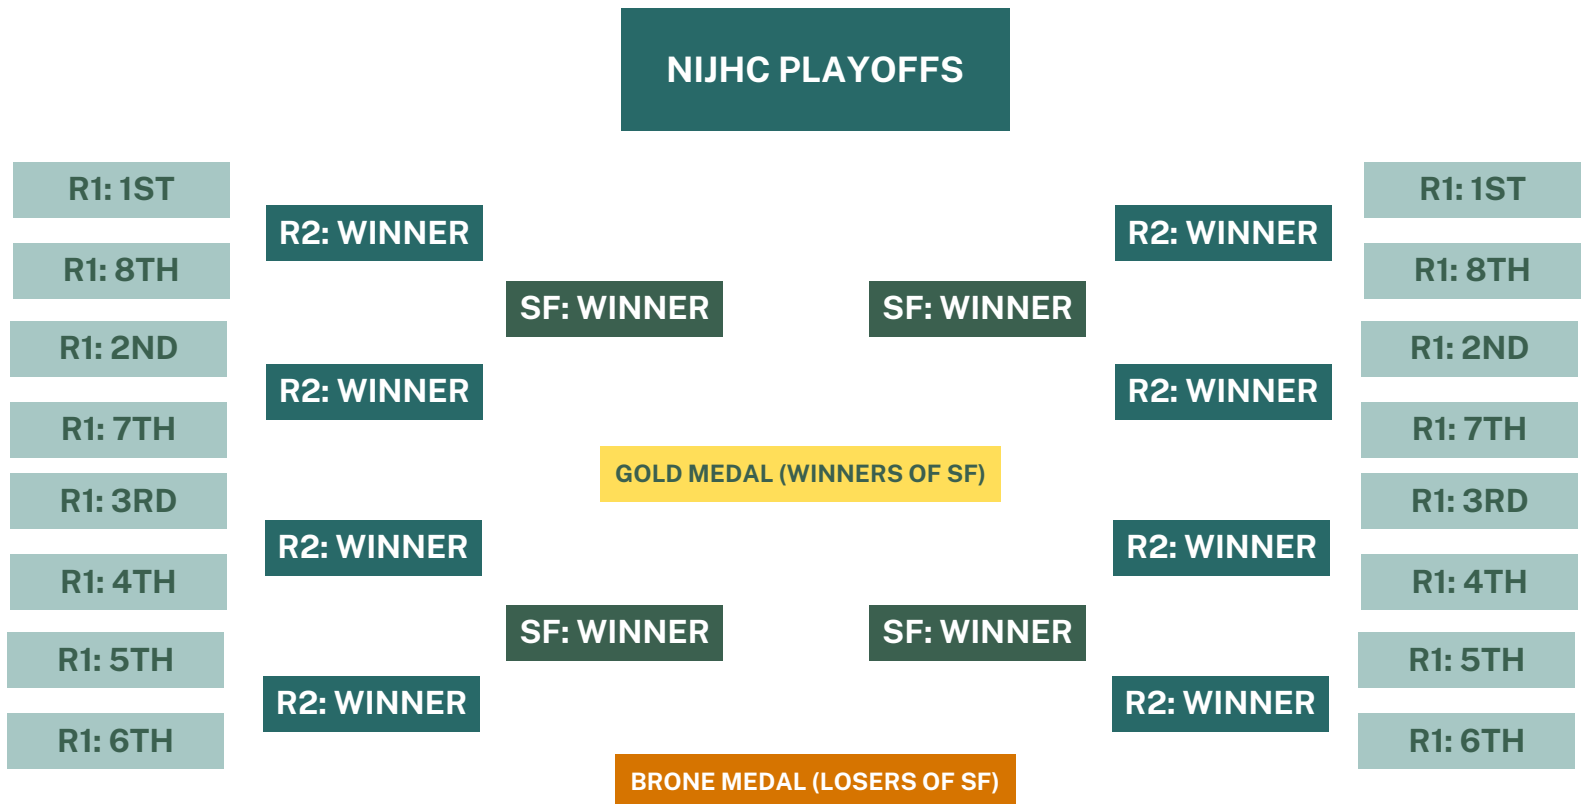 NIJHC PLAYOFFS
R1: 1ST
R1: 8TH
R1: 2ND
R1: 7TH
R1: 3RD
R1: 4TH
R1: 5TH
R1: 6TH
R2: WINNER
R2: WINNER
R2: WINNER
R2: WINNER
SF: WINNER
SF: WINNER
GOLD MEDAL (WINNERS OF SF)
BRONE MEDAL (LOSERS OF SF)
SF: WINNER
SF: WINNER
R2: WINNER
R2: WINNER
R2: WINNER
R2: WINNER
R1: 1ST
R1: 8TH
R1: 2ND
R1: 7TH
R1: 3RD
R1: 4TH
R1: 5TH
R1: 6TH